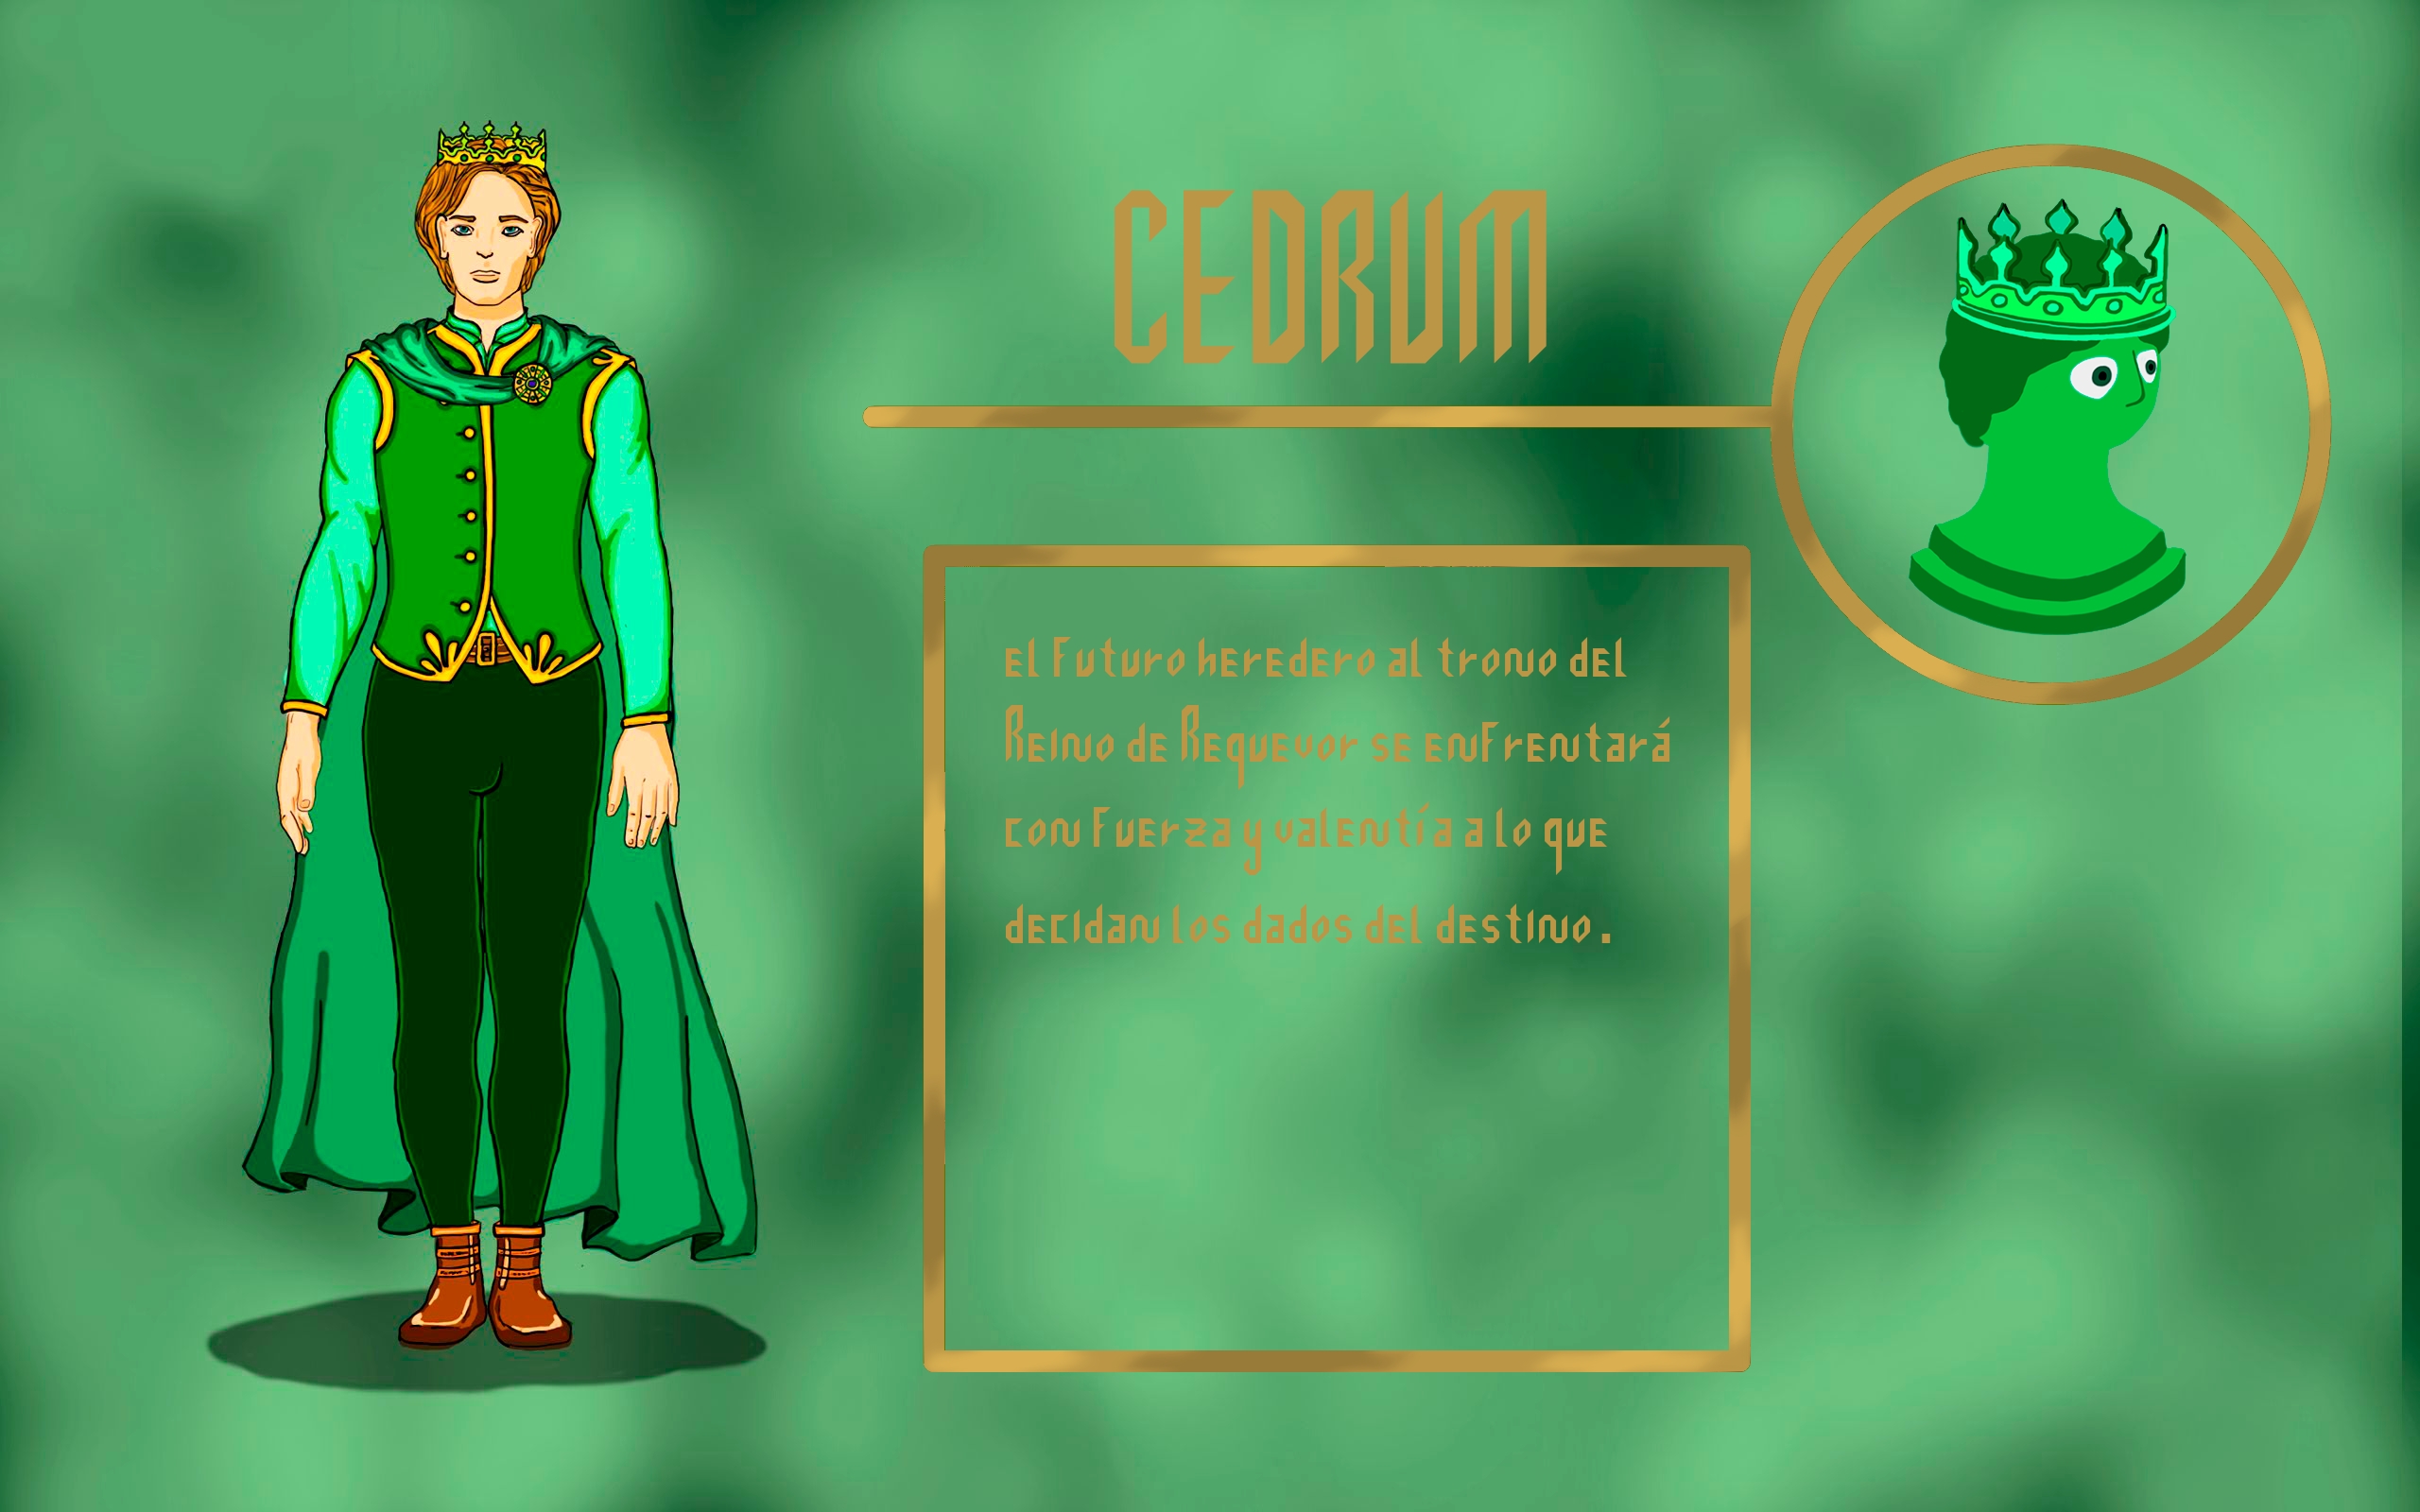 CEDRUM
el Futuro heredero al trono del
Reino de Requevor se enfrentará
con fuerza y valentía a lo que
decidan los dados del destino.